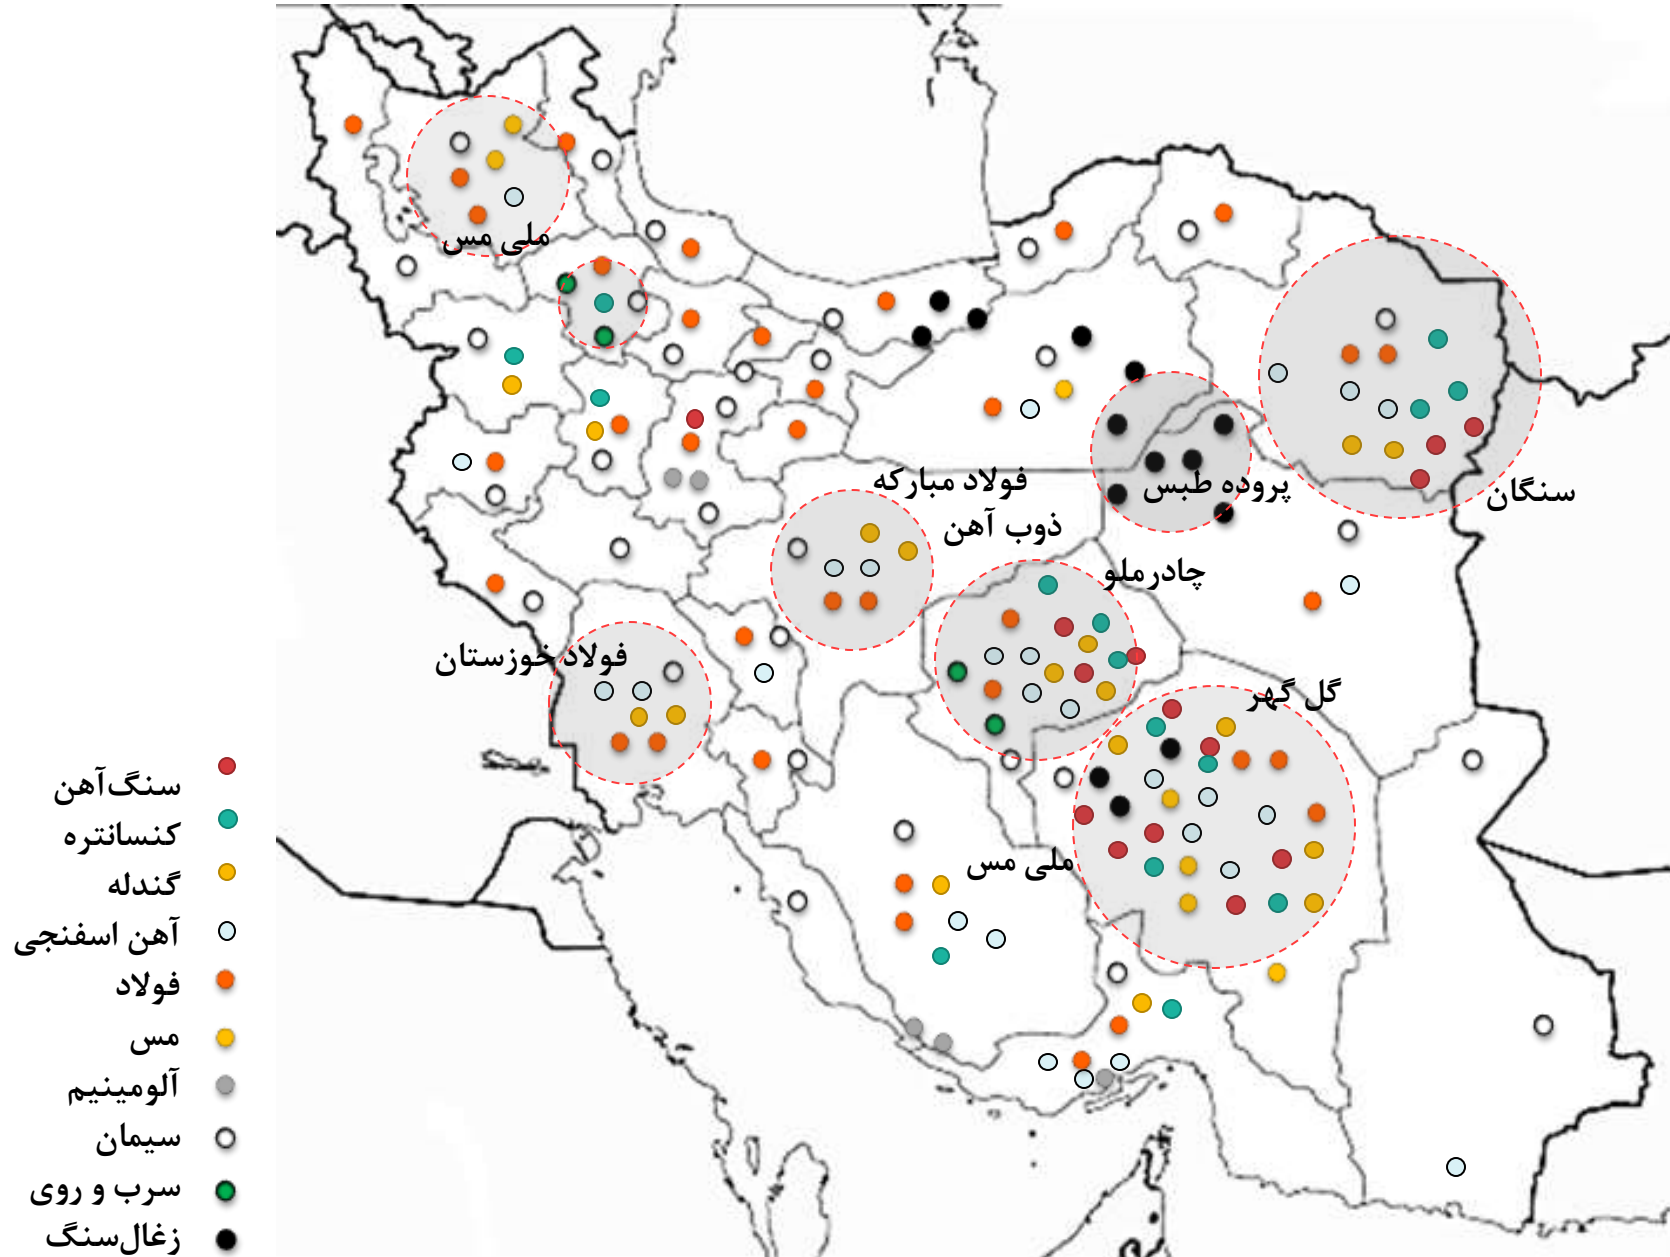 ملی مس
سنگان
فولاد مبارکه
پروده طبس
ذوب آهن
چادرملو
فولاد خوزستان
گل گهر
ملی مس
سنگ‌آهن
کنسانتره
گندله
آهن اسفنجی
فولاد
مس
آلومینیم
سیمان
سرب و روی
زغال‌سنگ